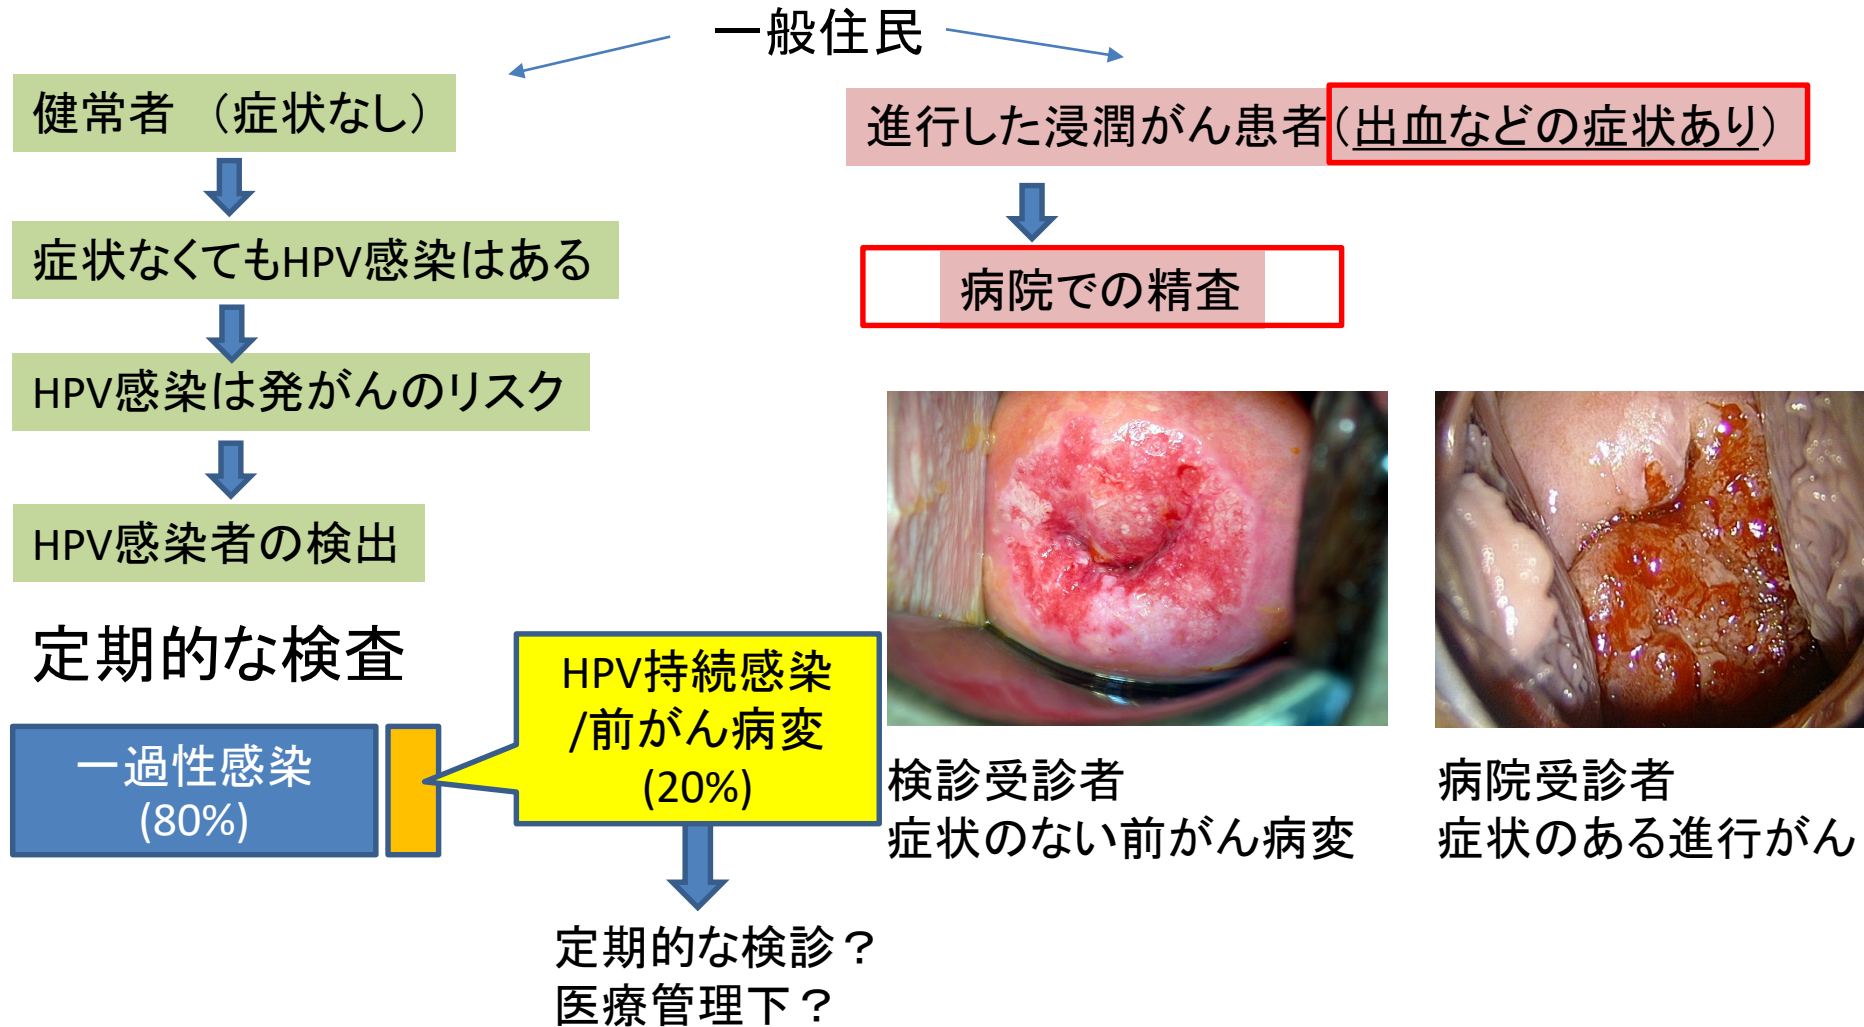 一般住民
健常者 （症状なし）
症状なくてもHPV感染はある
HPV感染は発がんのリスク
HPV感染者の検出
定期的な検査
一過性感染
(80%)
HPV持続感染
/前がん病変
(20%)
定期的な検診？
医療管理下？
進行した浸潤がん患者（出血などの症状あり）
病院での精査
検診受診者
症状のない前がん病変
病院受診者
症状のある進行がん